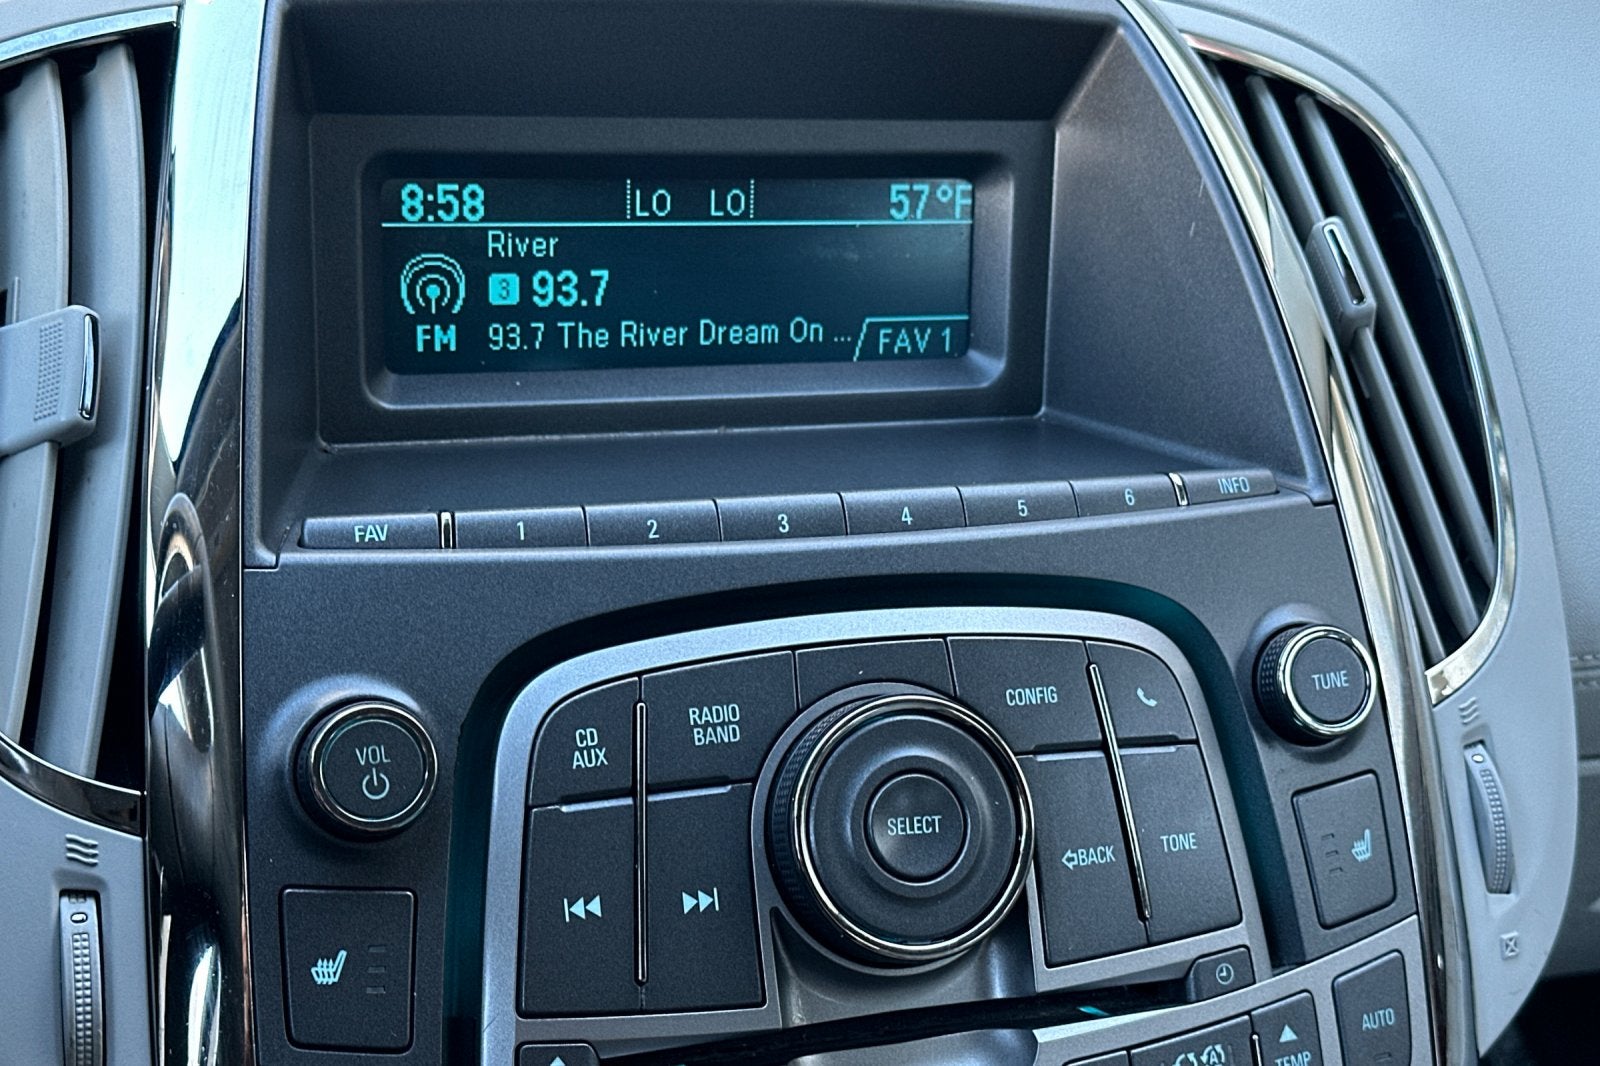 8:58 LO LO 57°F
River
3 93.7
FM 93.7 The River Dream On ... FAV 1
FAV 1 2 3 4 5 6 INFO
VOL
CD
AUX
RADIO
BAND
CONFIG
TUNE
SELECT
BACK
TONE
0
0
AUTO
A
TEMP